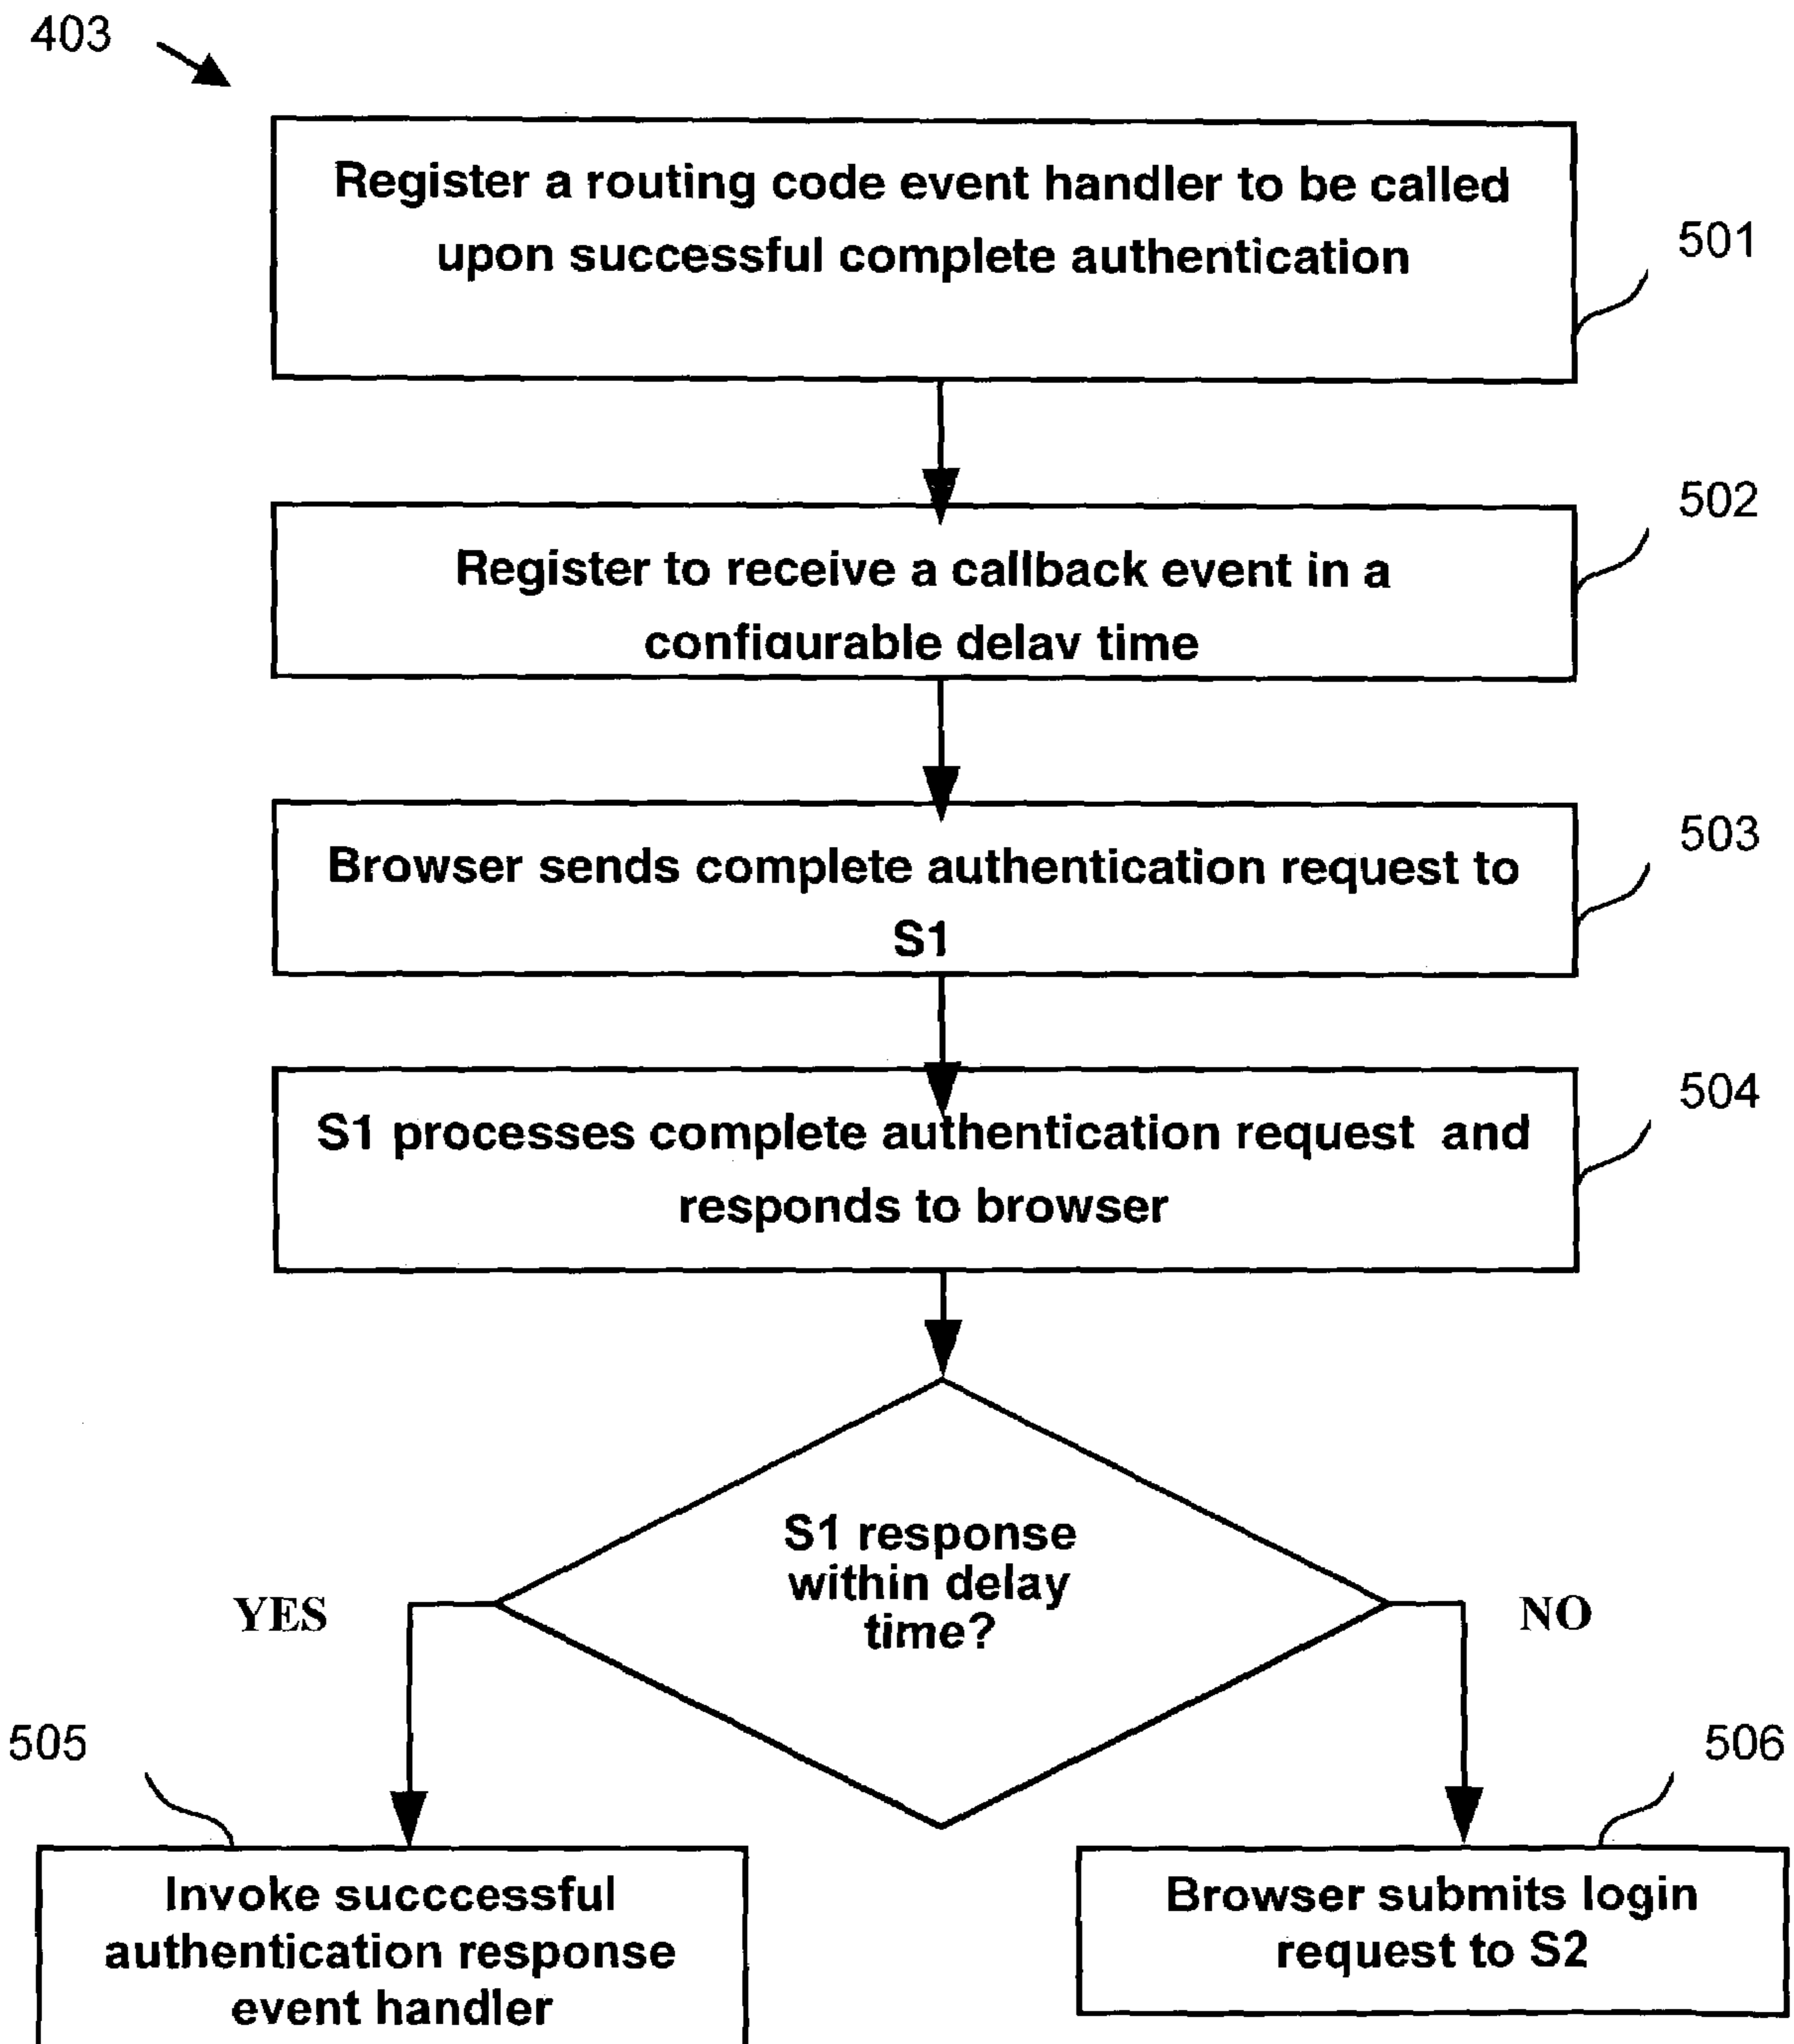 403
Register a routing code event handler to be called
upon successful complete authentication
501
Register to receive a callback event in a
configurable delay time
502
Browser sends complete authentication request to
S1
503
S1 processes complete authentication request and
responds to browser
504
S1 response
within delay
time?
YES
NO
505
Invoke succcessful
authentication response
event handler
506
Browser submits login
request to S2